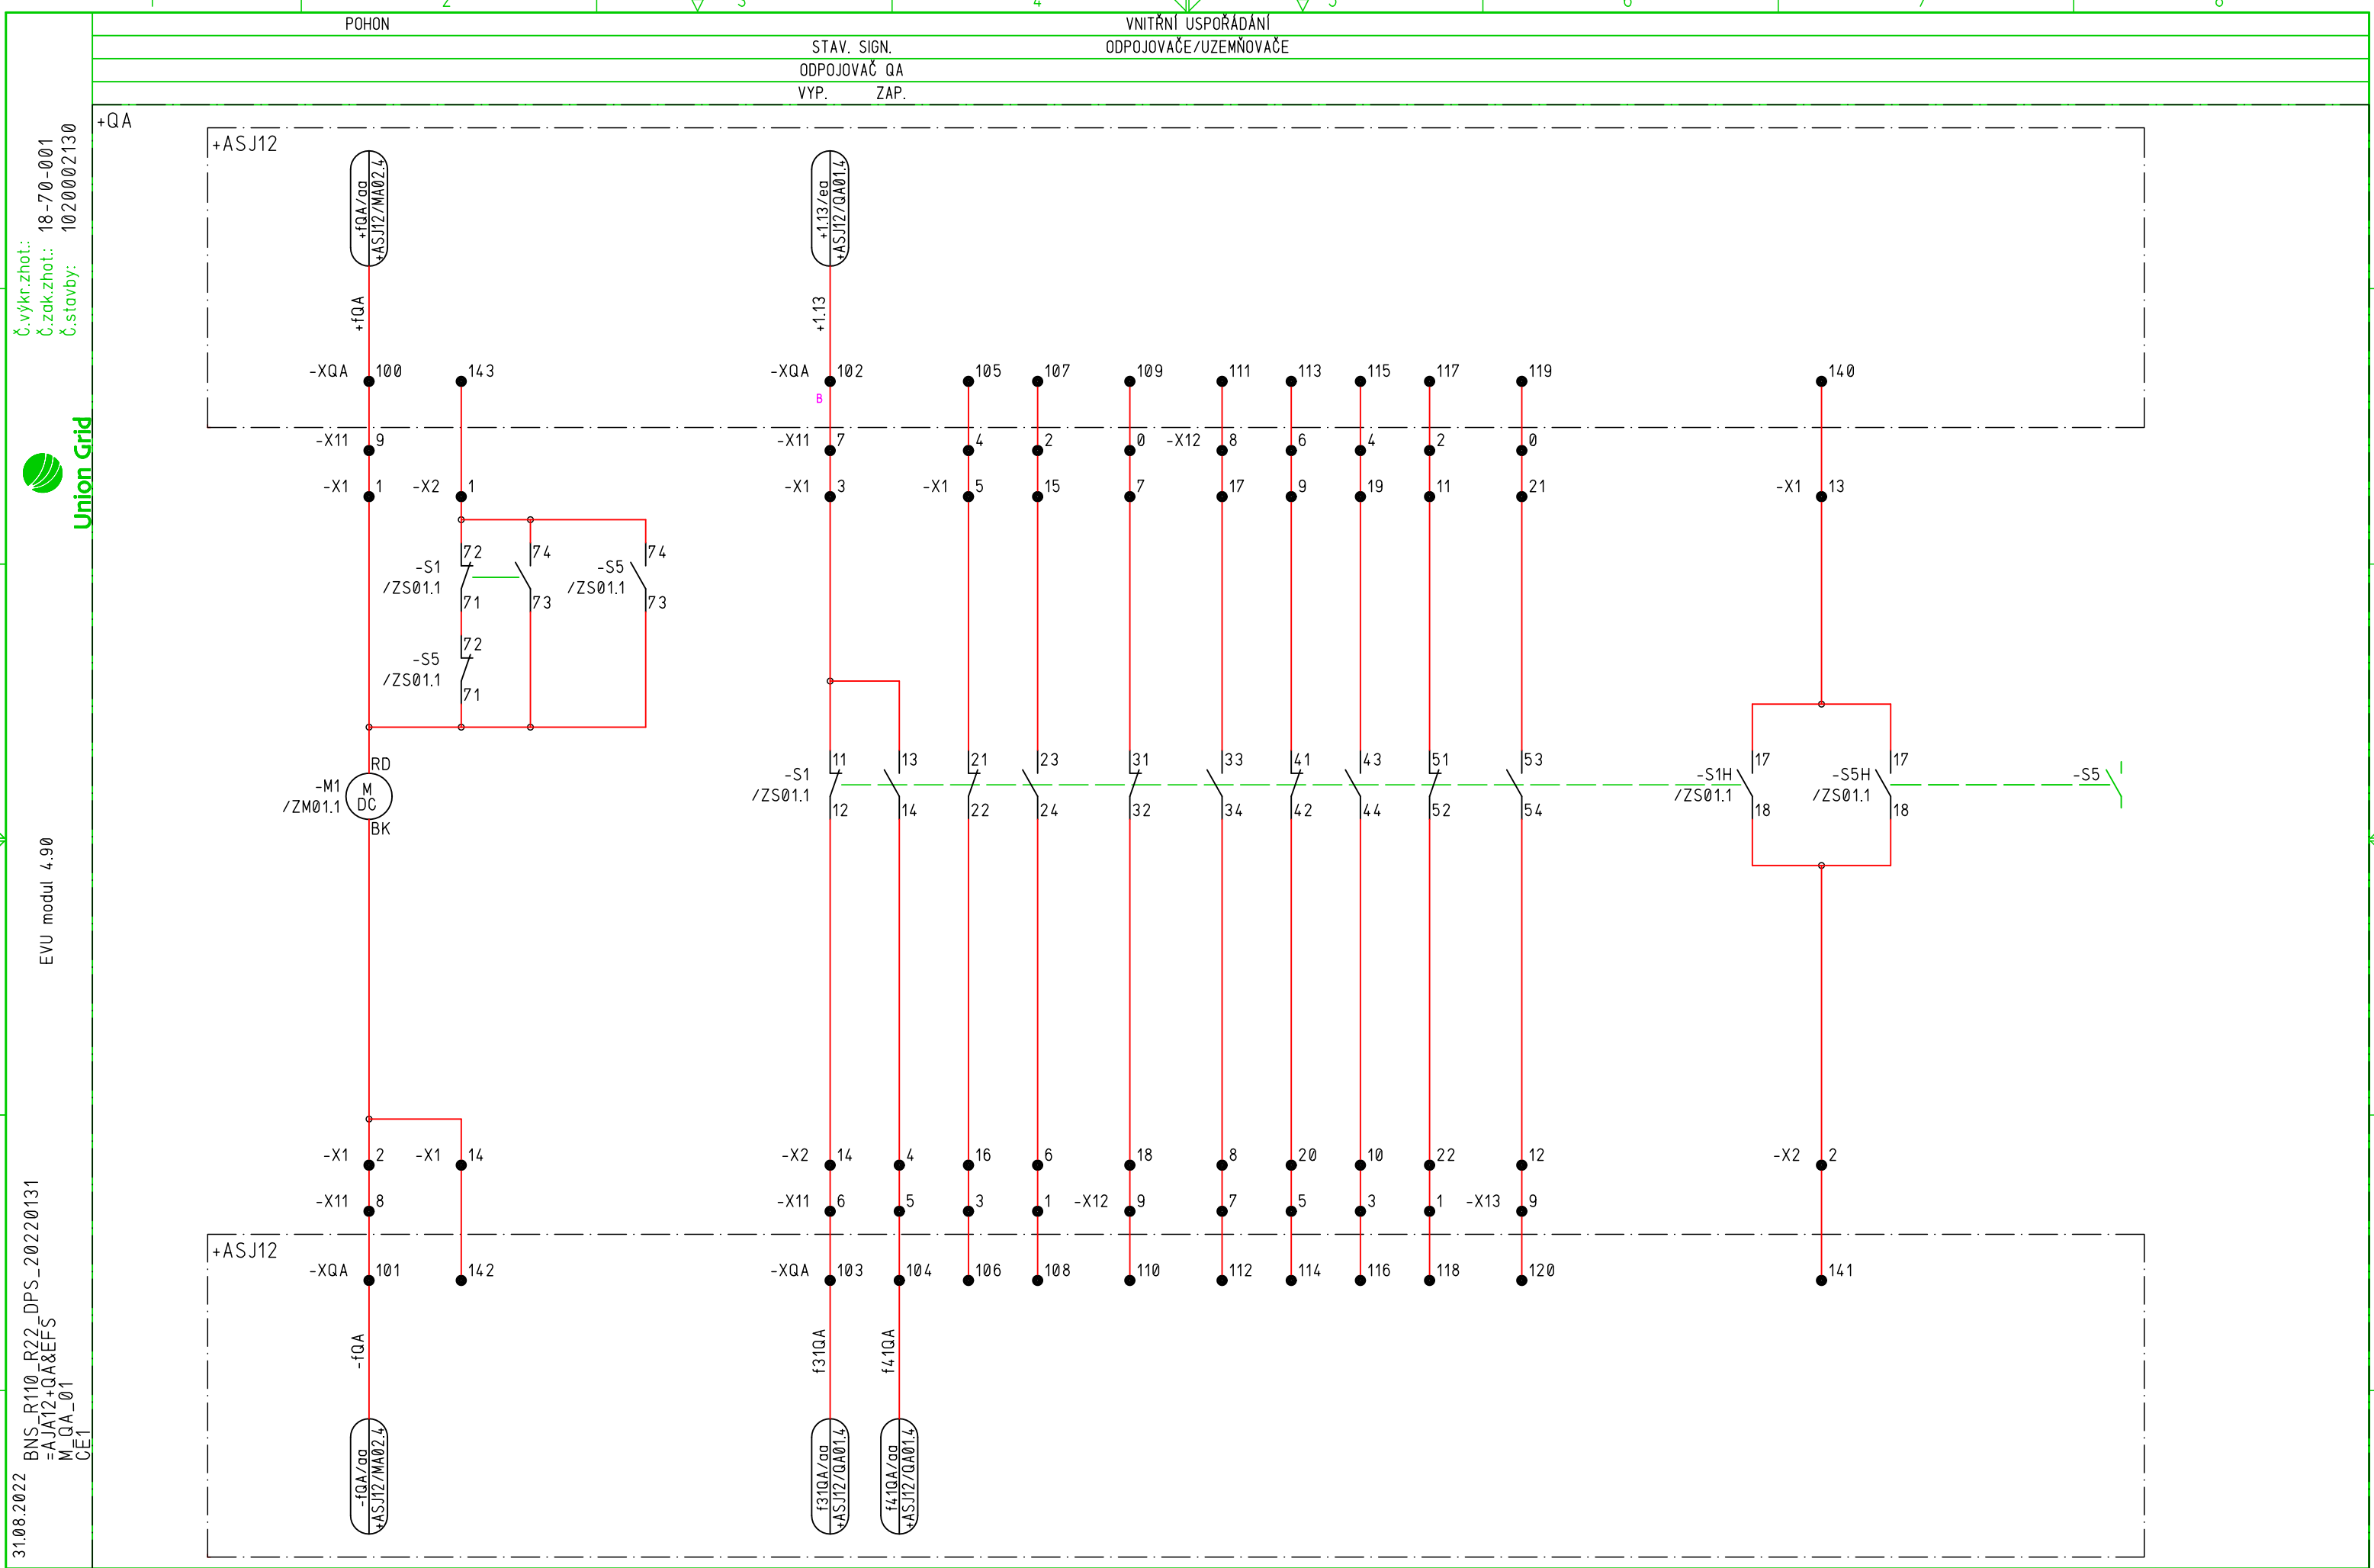 1 2 3 4 5 6 7 8
POHON
VNITŘNÍ USPOŘÁDÁNÍ
STAV. SIGN.
ODPOJOVAČE/UZEMŇOVAČE
ODPOJOVAČ QA
VYP. ZAP.
Č.výkr.zhot.:
Č.zak.zhot.: 18-70-001
Č.stavby: 1020002130
Union Grid
EVU modul 4.90
BNS_R110_R22_DPS_20220131
=AJA12+QA&EFS
M_QA_01
ČE1
31.08.2022
+QA
+ASJ12
+fQA/aa
+ASJ12/MA02.4
+1.13/ea
+ASJ12/QA01.4
+fQA
+1.13
-XQA 100 143 -XQA 102 105 107 109 111 113 115 117 119 140
B
-X11 9 -X11 7 4 2 0 -X12 8 6 4 2 0
-X1 1 -X2 1 -X1 3 -X1 5 15 7 17 9 19 11 21 -X1 13
72 74 74
-S1 -S5
/ZS01.1 /ZS01.1
71 73 73
72
-S5
/ZS01.1
71
RD
-M1
/ZM01.1
M
DC
BK
11 13 21 23 31 33 41 43 51 53 17 17
-S1 -S1H -S5H -S5
/ZS01.1 /ZS01.1 /ZS01.1
12 14 22 24 32 34 42 44 52 54 18 18
-X1 2 -X1 14 -X2 14 4 16 6 18 8 20 10 22 12 -X2 2
-X11 8 -X11 6 5 3 1 -X12 9 7 5 3 1 -X13 9
+ASJ12
-XQA 101 142 -XQA 103 104 106 108 110 112 114 116 118 120 141
-fQA
f31QA
f41QA
-fQA/aa
+ASJ12/MA02.4
f31QA/aa
+ASJ12/QA01.4
f41QA/aa
+ASJ12/QA01.4